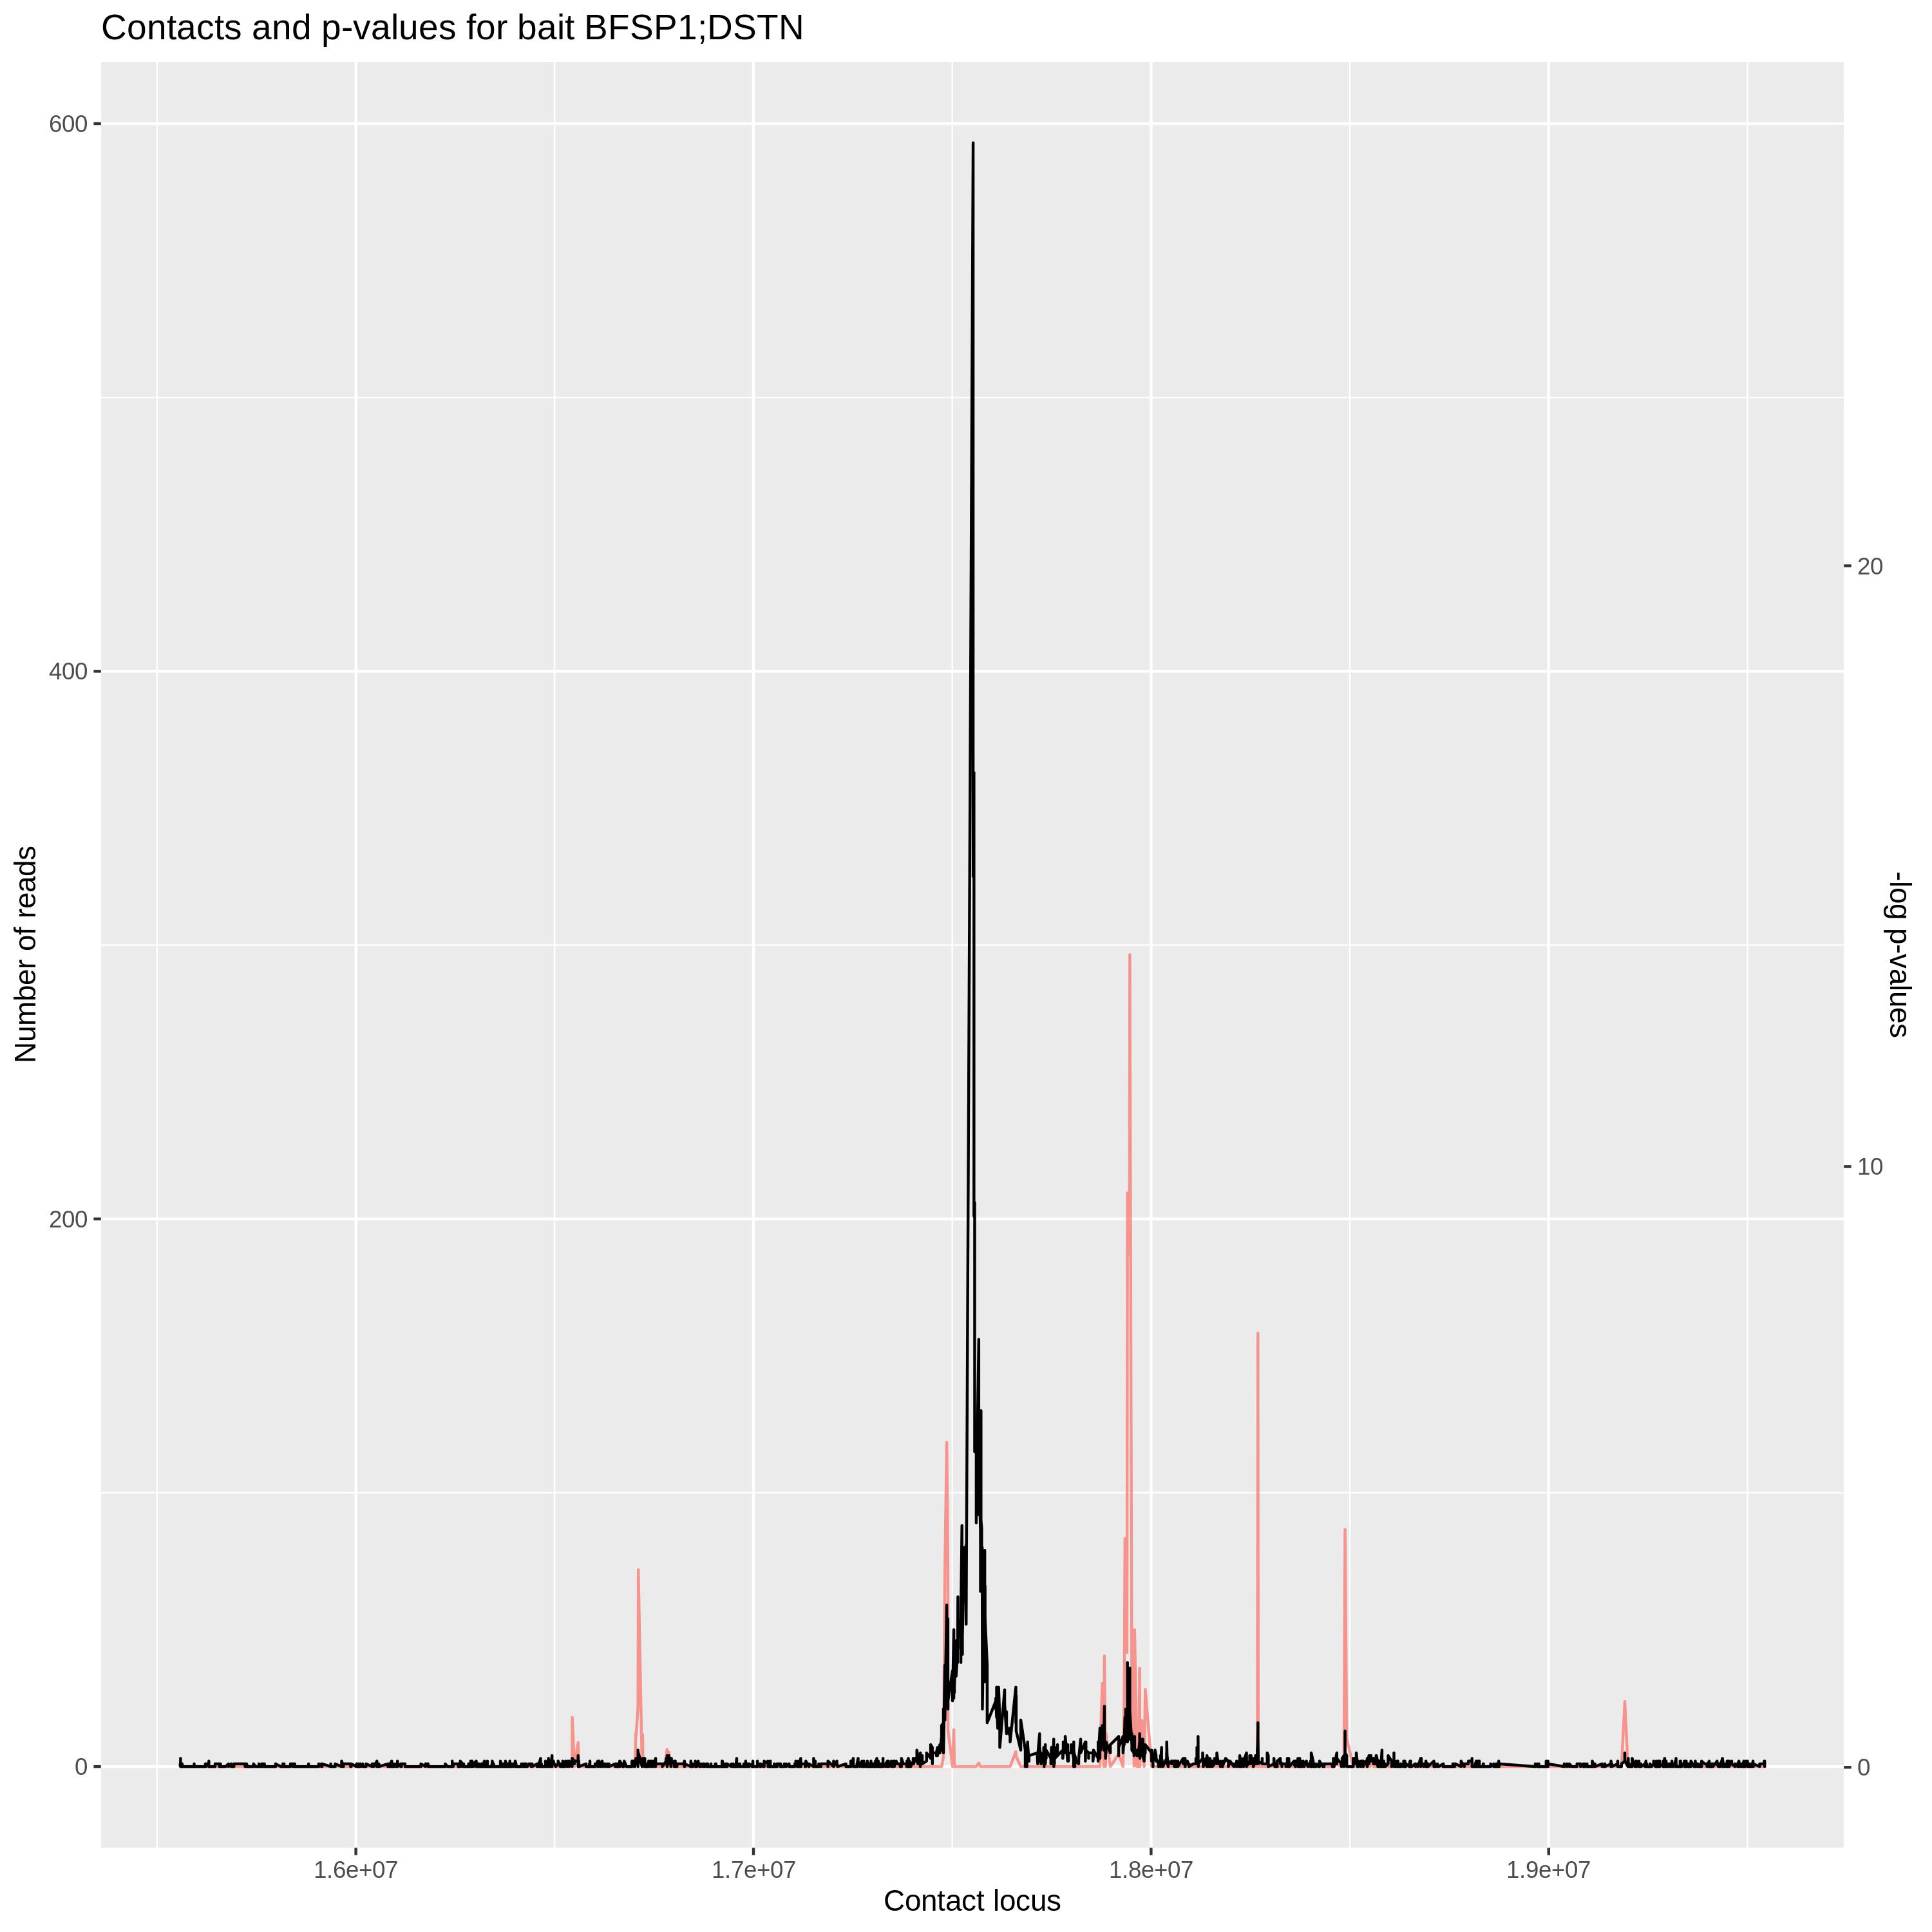 Contacts and p-values for bait BFSP1;DSTN
600
400
200
0
Number of reads
20
10
0
-log p-values
1.6e+07
1.7e+07
1.8e+07
1.9e+07
Contact locus